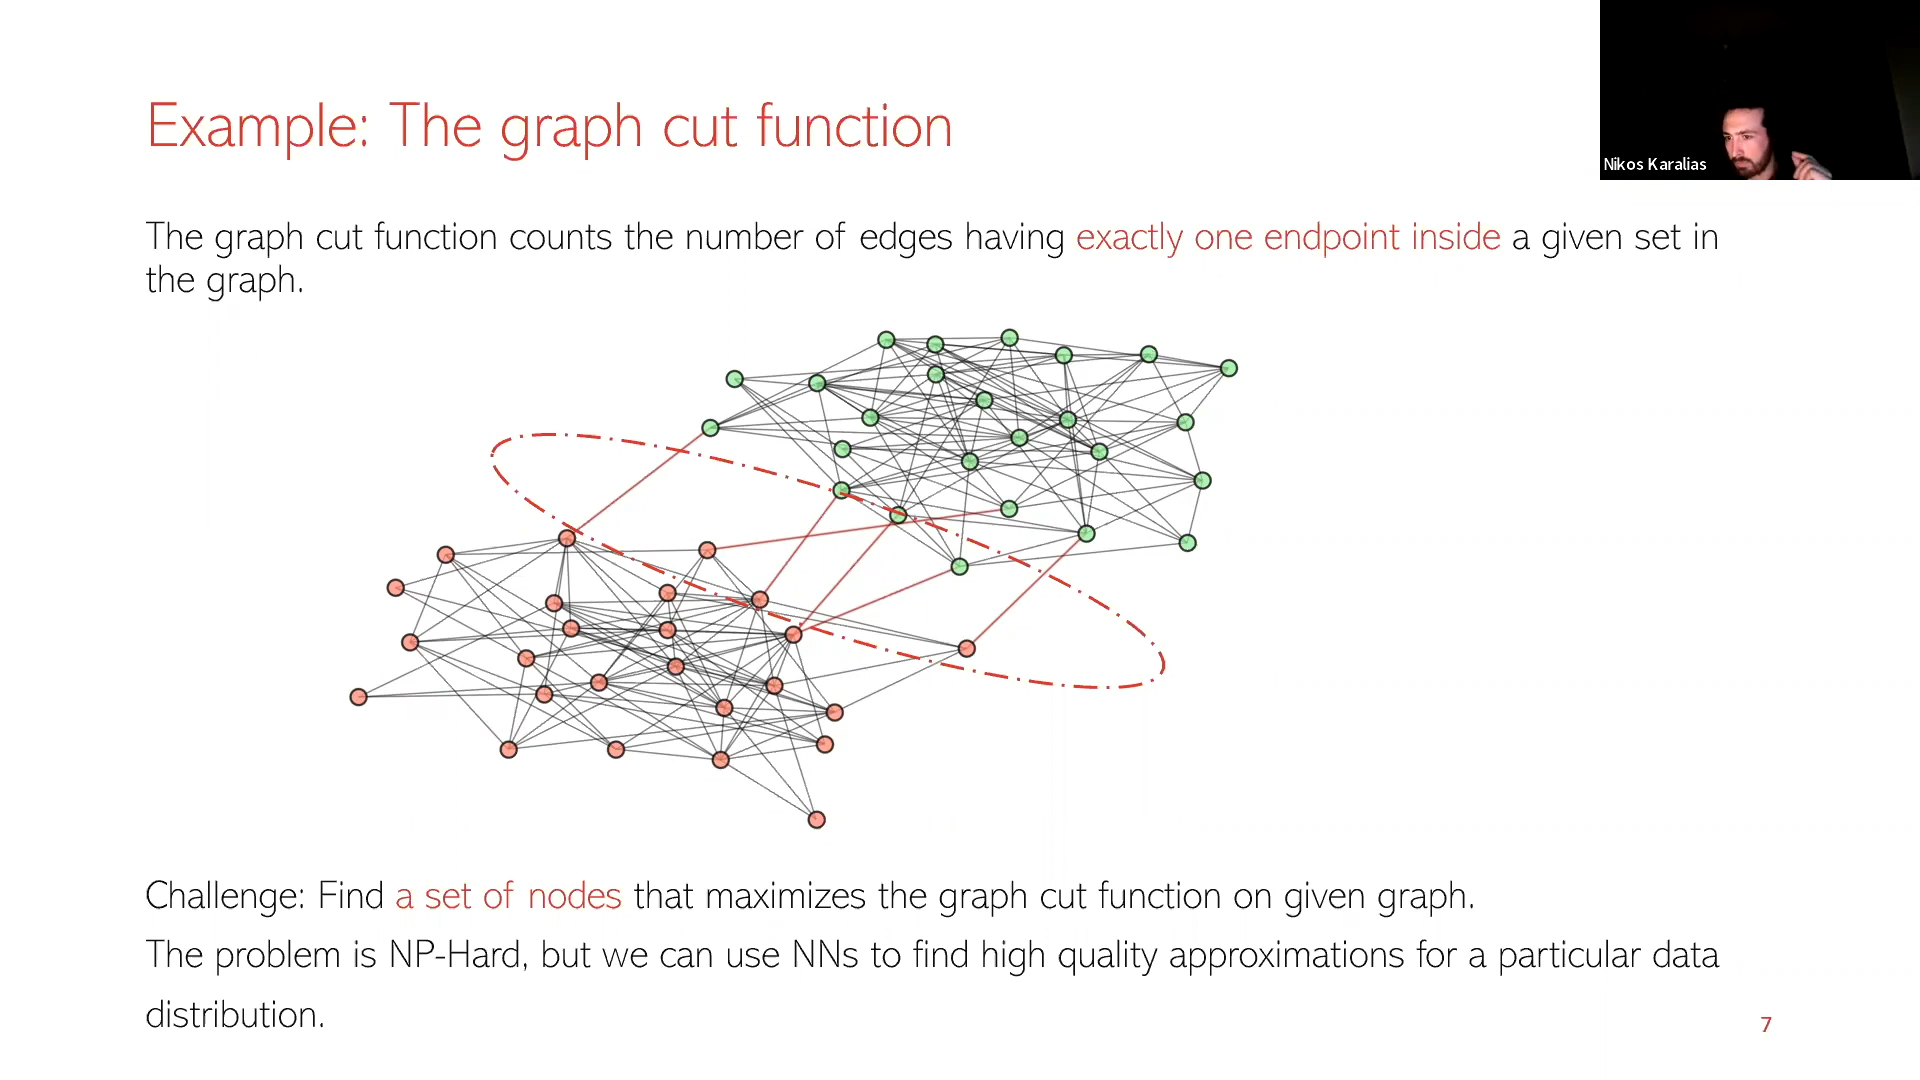 Example: The graph cut function
Nikos Karalias
The graph cut function counts the number of edges having exactly one endpoint inside a given set in
the graph.
Challenge: Find a set of nodes that maximizes the graph cut function on given graph.
The problem is NP-Hard, but we can use NNs to find high quality approximations for a particular data
distribution.
7